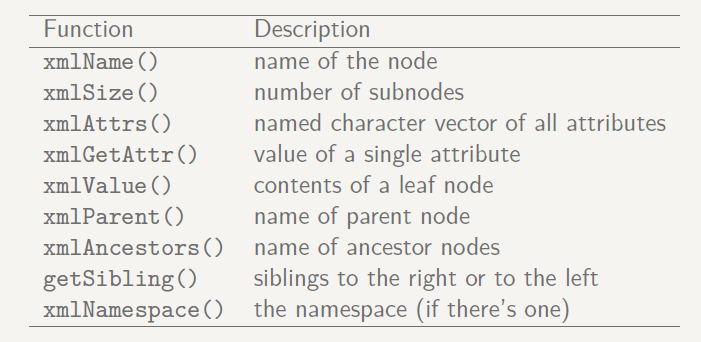 Function Description
xmlName() name of the node
xmlSize() number of subnodes
xmlAttrs() named character vector of all attributes
xmlGetAttr() value of a single attribute
xmlValue() contents of a leaf node
xmlParent() name of parent node
xmlAncestors() name of ancestor nodes
getSibling() siblings to the right or to the left
xmlNamespace() the namespace (if there's one)